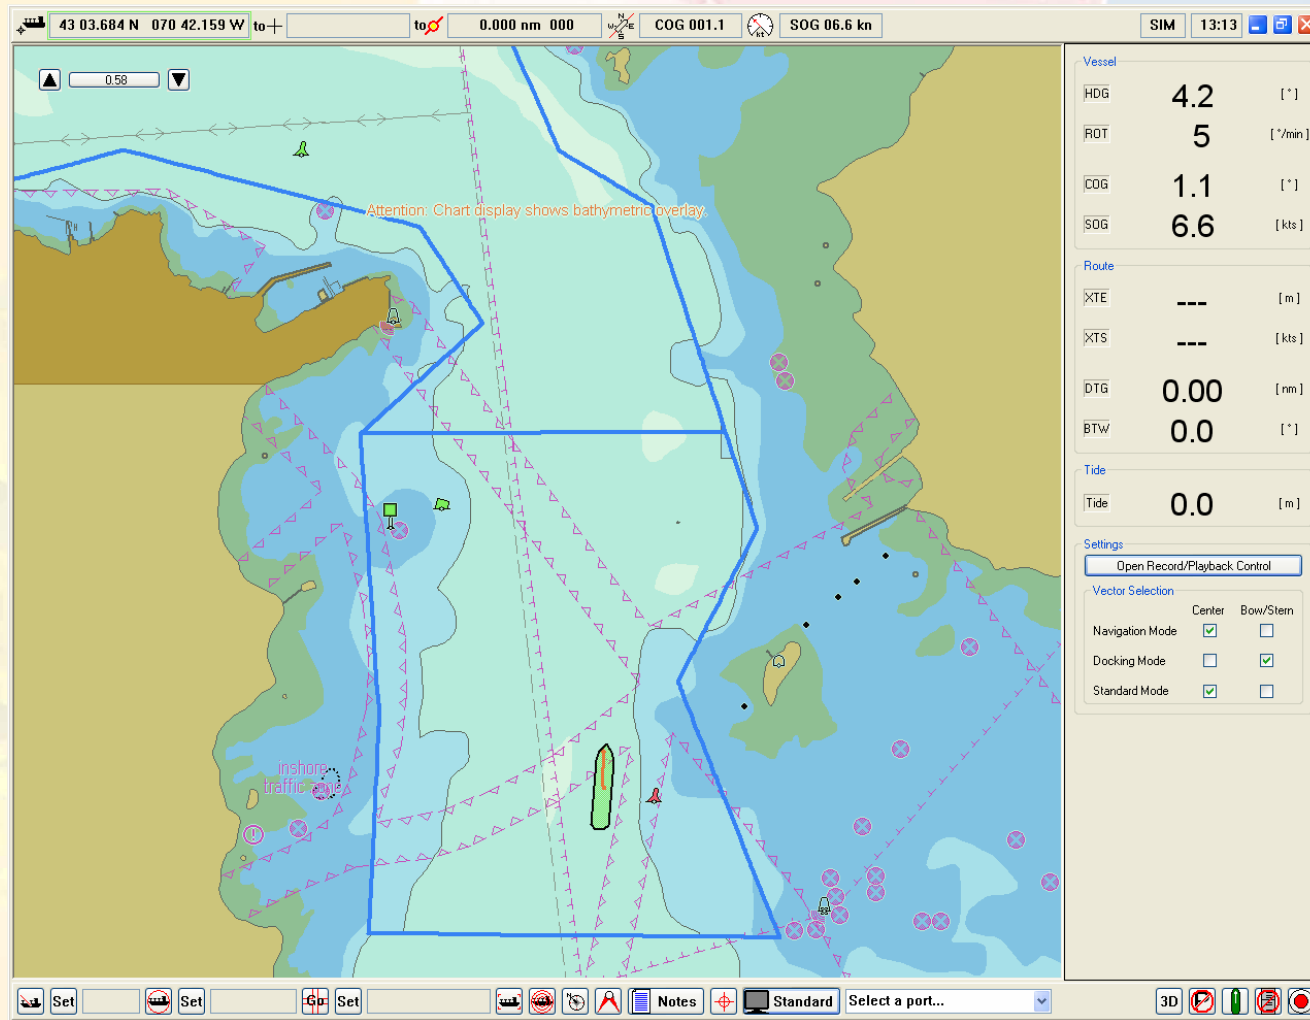 43 03.684 N 070 42.159 W to to 0.000 nm 000 COG 001.1 SOG 06.6 kn SIM 13:13
0.58
Attention: Chart display shows bathymetric overlay.
inshore
traffic zone
Vessel
HDG 4.2 [°]
ROT 5 [°/min]
COG 1.1 [°]
SOG 6.6 [kts]
Route
XTE --- [m]
XTS --- [kts]
DTG 0.00 [nm]
BTW 0.0 [°]
Tide
Tide 0.0 [m]
Settings
Open Record/Playback Control
Vector Selection
Center Bow/Stern
Navigation Mode
Docking Mode
Standard Mode
Set Set Go Set Notes Standard Select a port... 3D